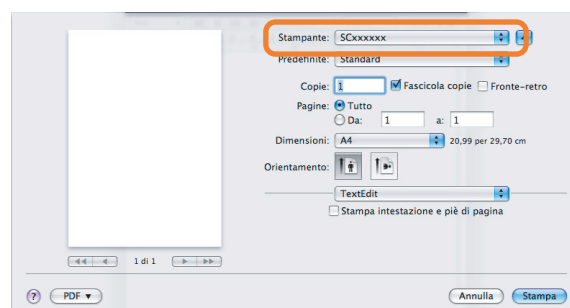 Stampante: SCxxxxxx
Predefinite: Standard
Copie: 1 Fascicola copie Fronte-retro
Pagine: Tutto
Da: 1 a: 1
Dimensioni: A4 20,99 per 29,70 cm
Orientamento:
TextEdit
Stampa intestazione e piè di pagina
1 di 1
? PDF Annulla Stampa